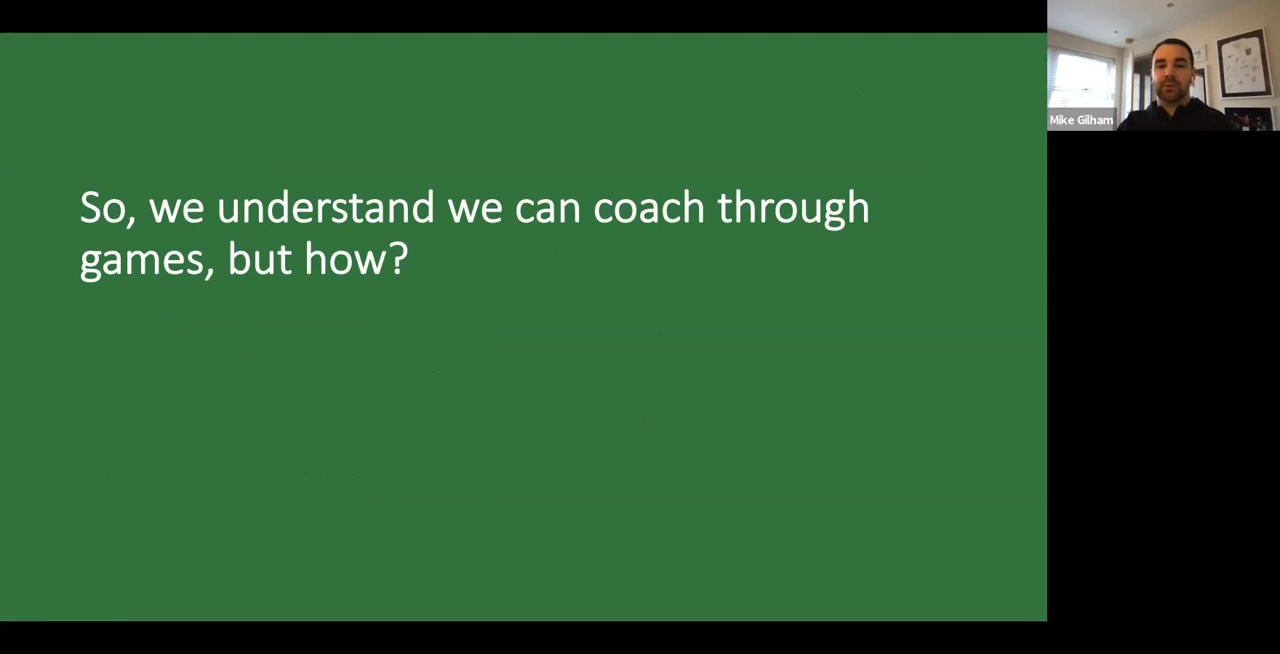 So, we understand we can coach through
games, but how?
Mike Gilham